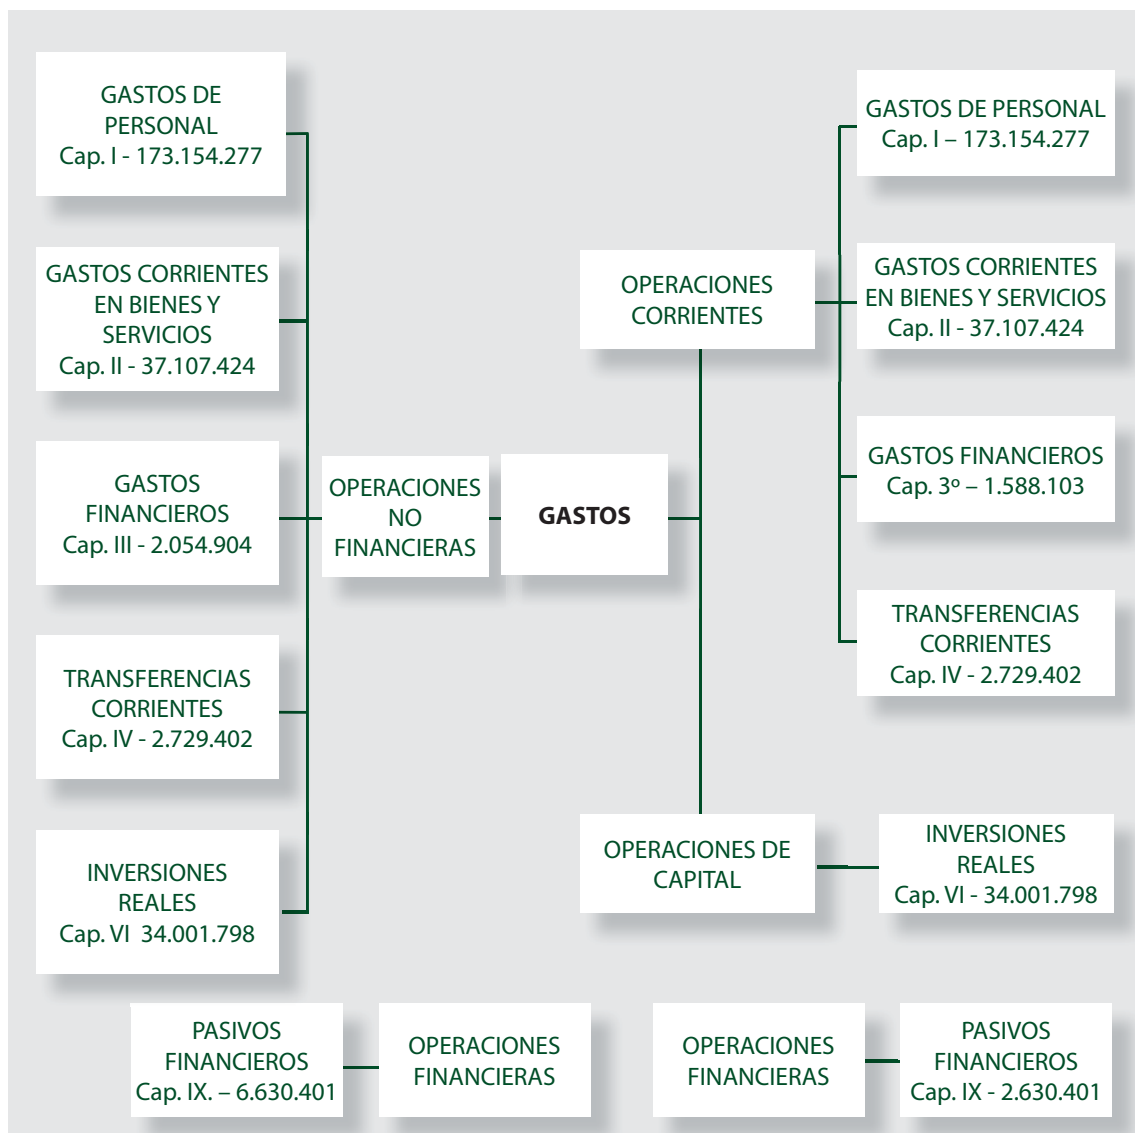 GASTOS DE
PERSONAL
Cap. I - 173.154.277
GASTOS CORRIENTES
EN BIENES Y
SERVICIOS
Cap. II - 37.107.424
GASTOS
FINANCIEROS
Cap. III - 2.054.904
TRANSFERENCIAS
CORRIENTES
Cap. IV - 2.729.402
INVERSIONES
REALES
Cap. VI 34.001.798
OPERACIONES
NO
FINANCIERAS
GASTOS
OPERACIONES
CORRIENTES
GASTOS DE PERSONAL
Cap. I – 173.154.277
GASTOS CORRIENTES
EN BIENES Y SERVICIOS
Cap. II - 37.107.424
GASTOS FINANCIEROS
Cap. 3º – 1.588.103
TRANSFERENCIAS
CORRIENTES
Cap. IV - 2.729.402
OPERACIONES DE
CAPITAL
INVERSIONES
REALES
Cap. VI - 34.001.798
PASIVOS
FINANCIEROS
Cap. IX. – 6.630.401
OPERACIONES
FINANCIERAS
OPERACIONES
FINANCIERAS
PASIVOS
FINANCIEROS
Cap. IX - 2.630.401